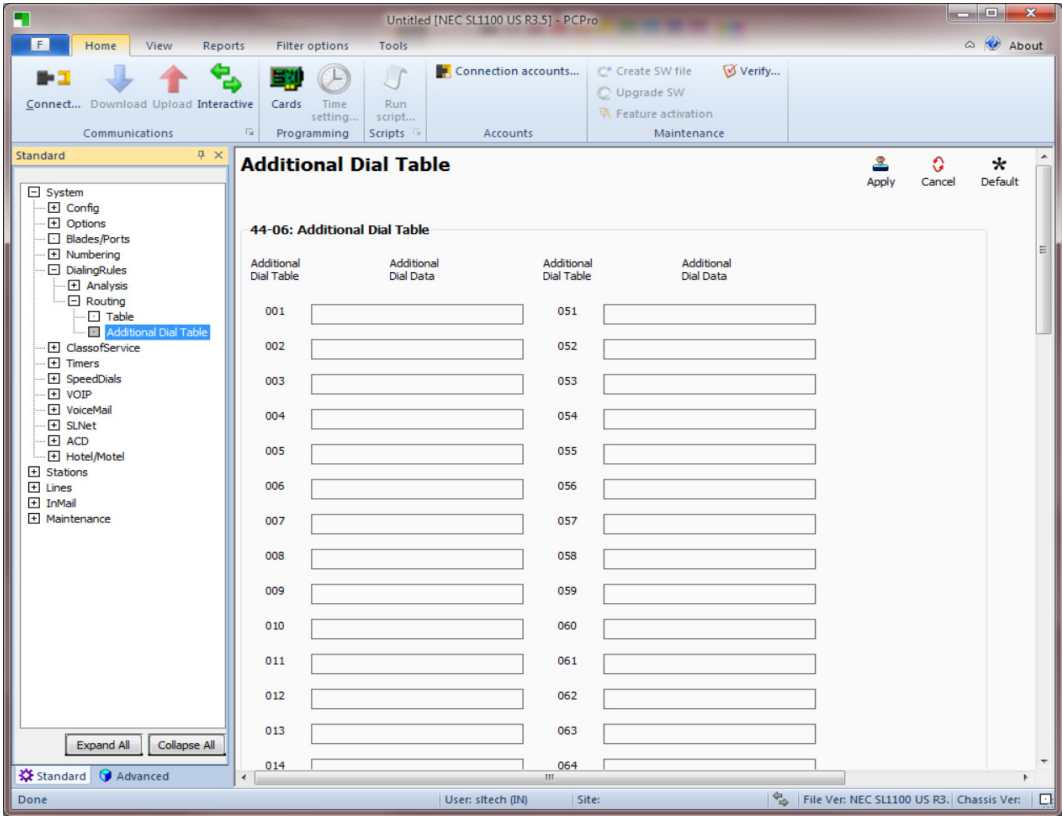 Untitled [NEC SL1100 US R3.5] - PCPro
F Home View Reports Filter options Tools About
Connect... Download Upload Interactive
Communications
Cards Time setting...
Programming
Run script...
Scripts
Connection accounts...
Accounts
Create SW file Verify...
Upgrade SW
Feature activation
Maintenance
Standard
System
Config
Options
Blades/Ports
Numbering
DialingRules
Analysis
Routing
Table
Additional Dial Table
ClassofService
Timers
SpeedDials
VOIP
VoiceMail
SLNet
ACD
Hotel/Motel
Stations
Lines
InMail
Maintenance
Expand All Collapse All
Standard Advanced
Additional Dial Table
Apply Cancel Default
44-06: Additional Dial Table
Additional Additional Additional Additional
Dial Table Dial Data Dial Table Dial Data
001 051
002 052
003 053
004 054
005 055
006 056
007 057
008 058
009 059
010 060
011 061
012 062
013 063
014 064
Done User: sltech (IN) Site: File Ver: NEC SL1100 US R3. Chassis Ver: